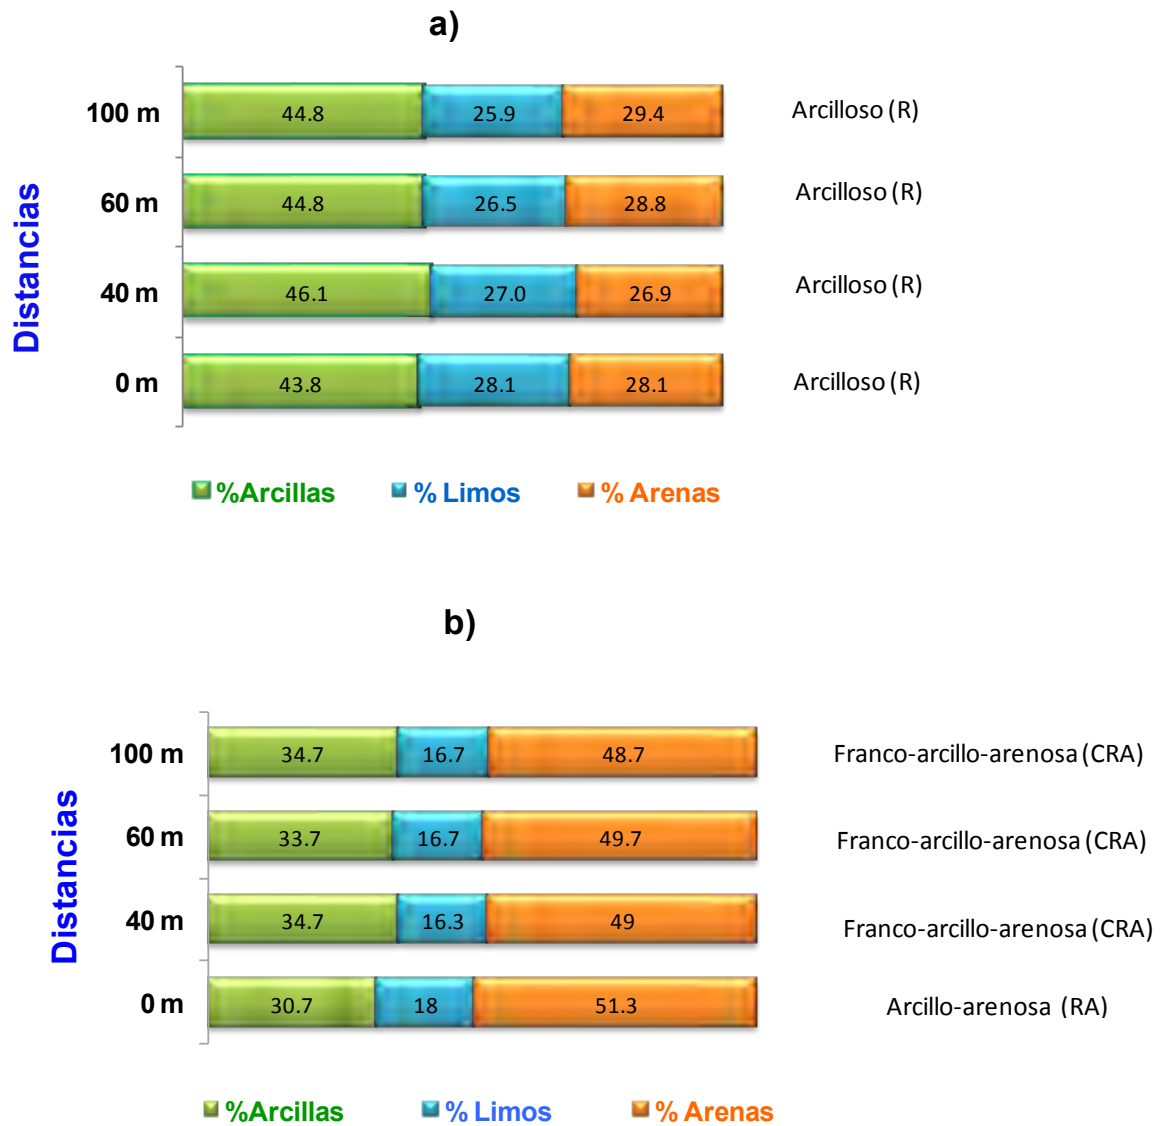 a)
100 m 44.8 25.9 29.4 Arcilloso (R)
60 m 44.8 26.5 28.8 Arcilloso (R)
40 m 46.1 27.0 26.9 Arcilloso (R)
0 m 43.8 28.1 28.1 Arcilloso (R)
Distancias
%Arcillas % Limos % Arenas
b)
100 m 34.7 16.7 48.7 Franco-arcillo-arenosa (CRA)
60 m 33.7 16.7 49.7 Franco-arcillo-arenosa (CRA)
40 m 34.7 16.3 49 Franco-arcillo-arenosa (CRA)
0 m 30.7 18 51.3 Arcillo-arenosa (RA)
Distancias
%Arcillas % Limos % Arenas